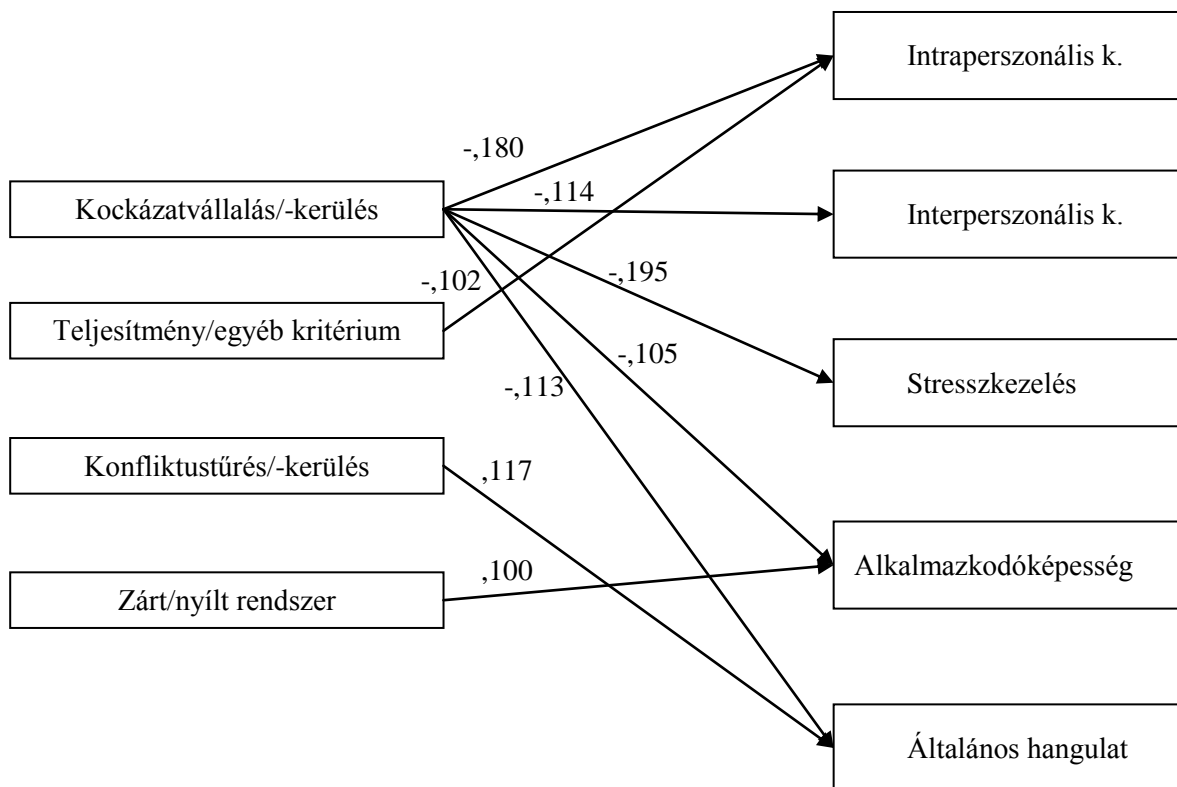 Intraperszonális k.
-,180
-,114
Kockázatvállalás/-kerülés
Interperszonális k.
-,195
-,102
Teljesítmény/egyéb kritérium
-,105
-,113
Stresszkezelés
Konfliktustűrés/-kerülés
,117
,100
Alkalmazkodóképesség
Zárt/nyílt rendszer
Általános hangulat